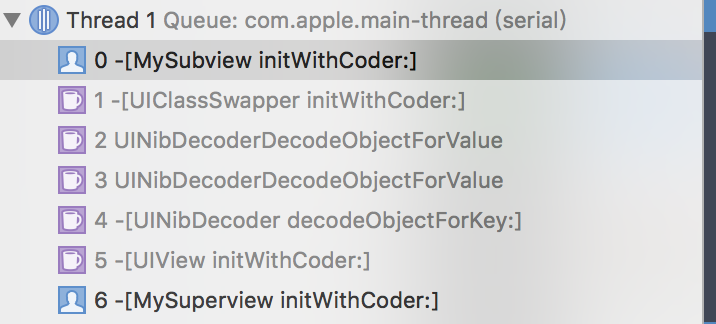 Thread 1 Queue: com.apple.main-thread (serial)
0 -[MySubview initWithCoder:]
1 -[UIClassSwapper initWithCoder:]
2 UINibDecoderDecodeObjectForValue
3 UINibDecoderDecodeObjectForValue
4 -[UINibDecoder decodeObjectForKey:]
5 -[UIView initWithCoder:]
6 -[MySuperview initWithCoder:]